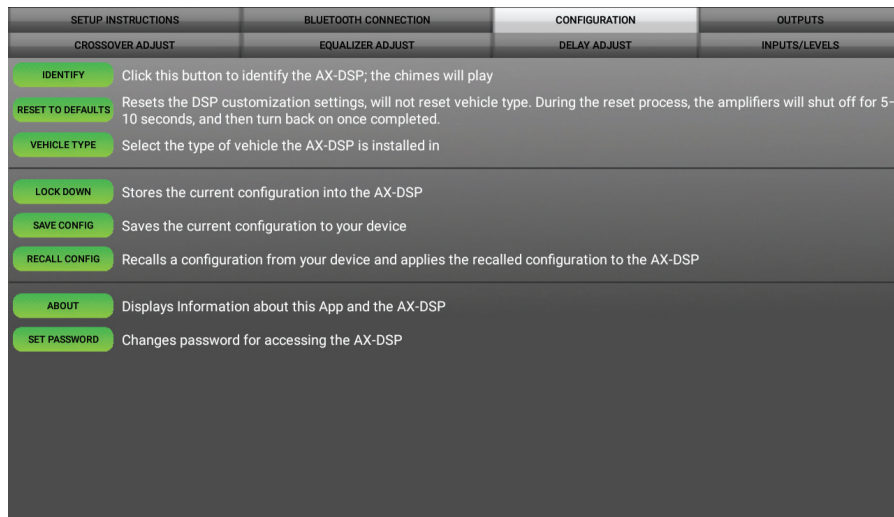 SETUP INSTRUCTIONS BLUETOOTH CONNECTION CONFIGURATION OUTPUTS
CROSSOVER ADJUST EQUALIZER ADJUST DELAY ADJUST INPUTS/LEVELS
IDENTIFY Click this button to identify the AX-DSP; the chimes will play
RESET TO DEFAULTS Resets the DSP customization settings, will not reset vehicle type. During the reset process, the amplifiers will shut off for 5-
10 seconds, and then turn back on once completed.
VEHICLE TYPE Select the type of vehicle the AX-DSP is installed in
LOCK DOWN Stores the current configuration into the AX-DSP
SAVE CONFIG Saves the current configuration to your device
RECALL CONFIG Recalls a configuration from your device and applies the recalled configuration to the AX-DSP
ABOUT Displays Information about this App and the AX-DSP
SET PASSWORD Changes password for accessing the AX-DSP